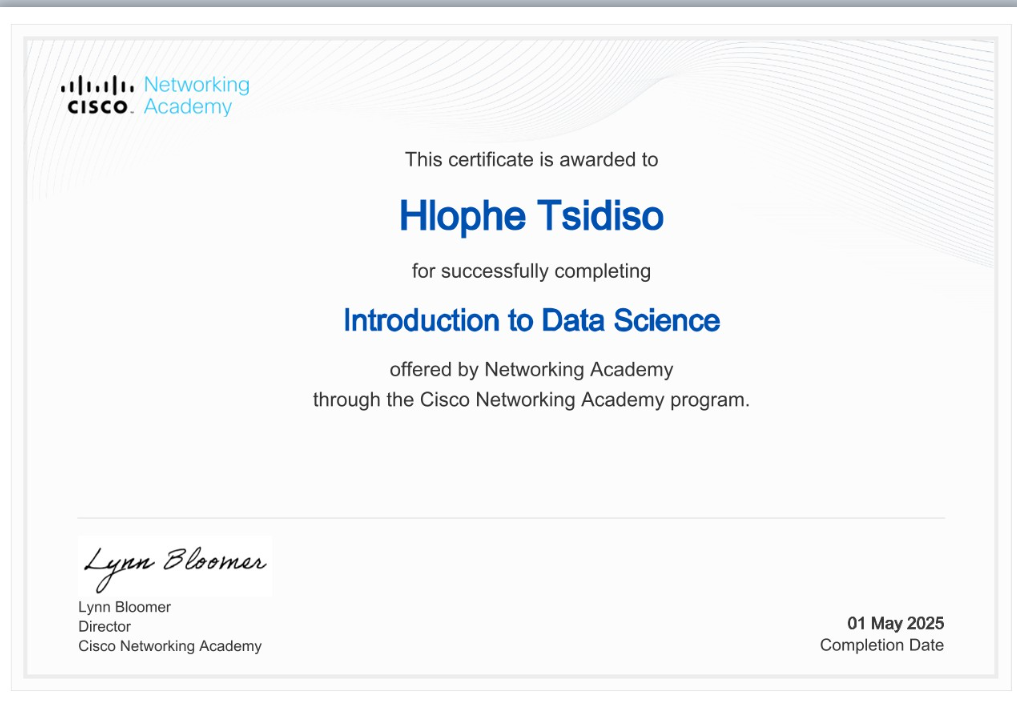 Networking
CISCO Academy
This certificate is awarded to
Hlophe Tsidiso
for successfully completing
Introduction to Data Science
offered by Networking Academy
through the Cisco Networking Academy program.
Lynn Bloomer
Lynn Bloomer
Director
Cisco Networking Academy
01 May 2025
Completion Date